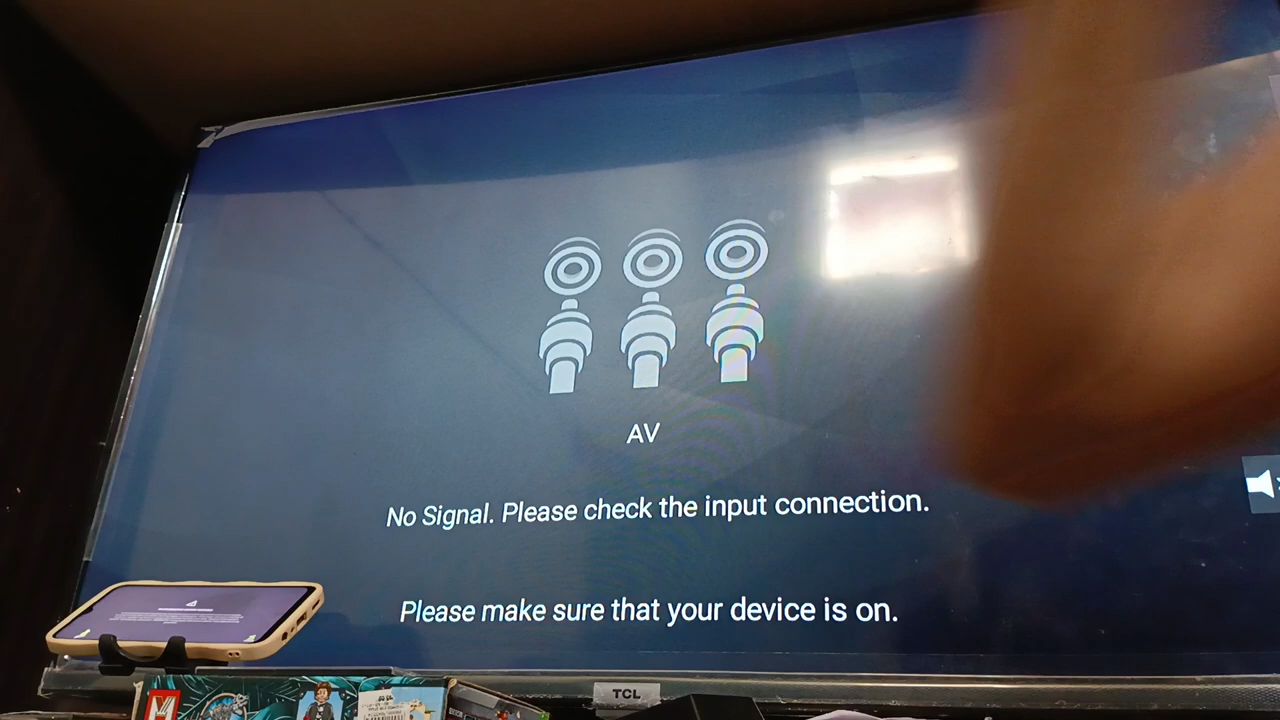 AV
No Signal. Please check the input connection.
Please make sure that your device is on.
TCL